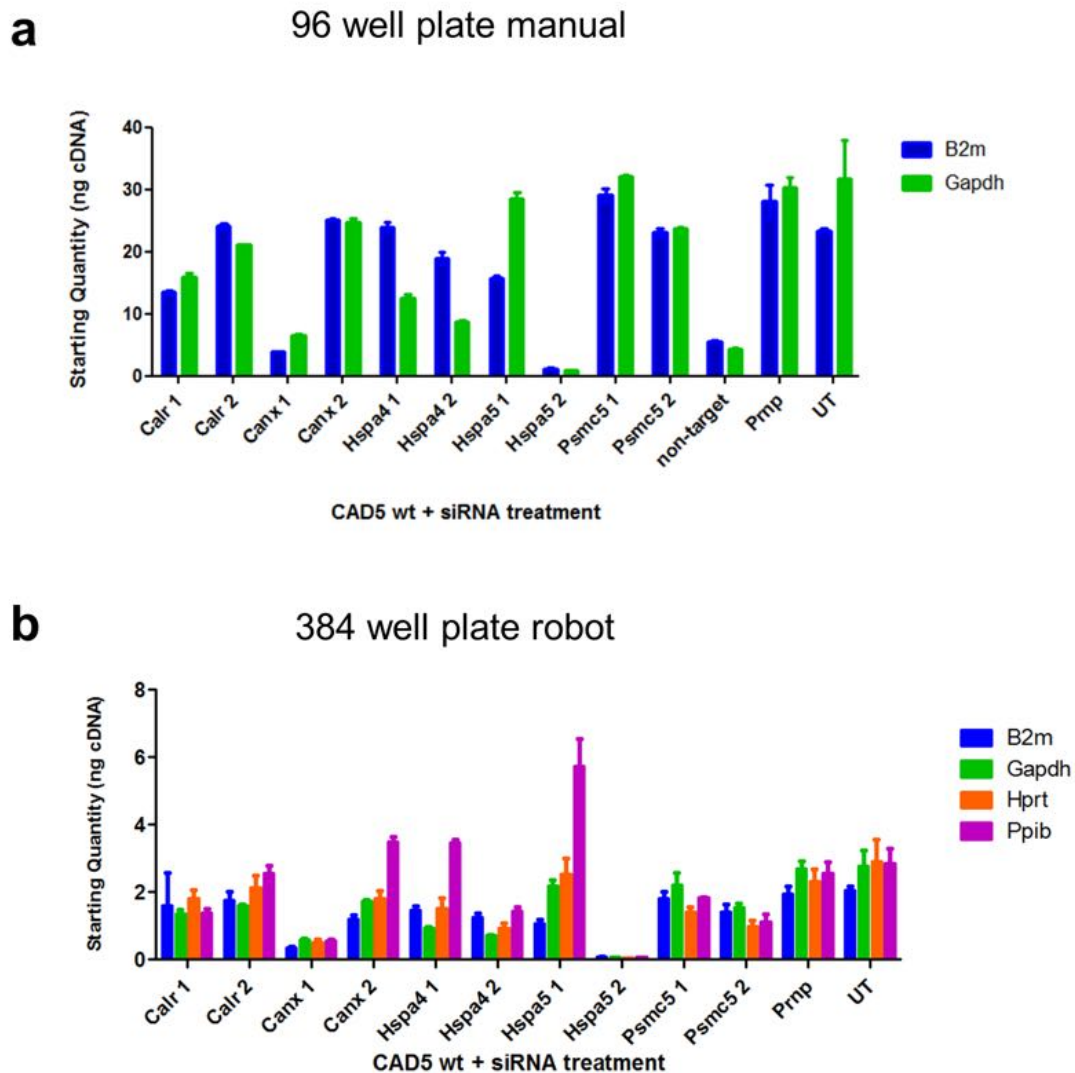 a
96 well plate manual
Starting Quantity (ng cDNA)
40
30
20
10
0
B2m
Gapdh
Calr 1
Calr 2
Canx 1
Canx 2
Hspa4 1
Hspa4 2
Hspa5 1
Hspa5 2
Psmc5 1
Psmc5 2
non-target
Prnp
UT
CAD5 wt + siRNA treatment
b
384 well plate robot
Starting Quantity (ng cDNA)
8
6
4
2
0
B2m
Gapdh
Hprt
Ppib
Calr 1
Calr 2
Canx 1
Canx 2
Hspa4 1
Hspa4 2
Hspa5 1
Hspa5 2
Psmc5 1
Psmc5 2
Prnp
UT
CAD5 wt + siRNA treatment